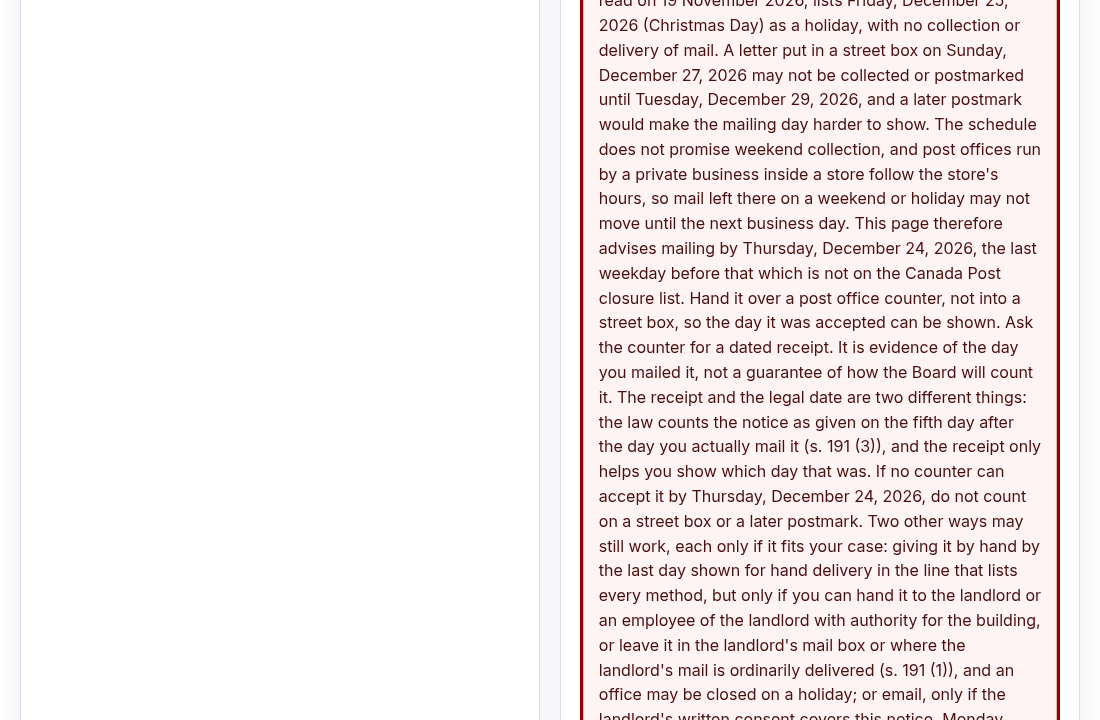 read on 19 November 2026, lists Friday, December 25,
2026 (Christmas Day) as a holiday, with no collection or
delivery of mail. A letter put in a street box on Sunday,
December 27, 2026 may not be collected or postmarked
until Tuesday, December 29, 2026, and a later postmark
would make the mailing day harder to show. The schedule
does not promise weekend collection, and post offices run
by a private business inside a store follow the store's
hours, so mail left there on a weekend or holiday may not
move until the next business day. This page therefore
advises mailing by Thursday, December 24, 2026, the last
weekday before that which is not on the Canada Post
closure list. Hand it over a post office counter, not into a
street box, so the day it was accepted can be shown. Ask
the counter for a dated receipt. It is evidence of the day
you mailed it, not a guarantee of how the Board will count
it. The receipt and the legal date are two different things:
the law counts the notice as given on the fifth day after
the day you actually mail it (s. 191 (3)), and the receipt only
helps you show which day that was. If no counter can
accept it by Thursday, December 24, 2026, do not count
on a street box or a later postmark. Two other ways may
still work, each only if it fits your case: giving it by hand by
the last day shown for hand delivery in the line that lists
every method, but only if you can hand it to the landlord or
an employee of the landlord with authority for the building,
or leave it in the landlord's mail box or where the
landlord's mail is ordinarily delivered (s. 191 (1)), and an
office may be closed on a holiday; or email, only if the
landlord's written consent covers this notice. Monday,